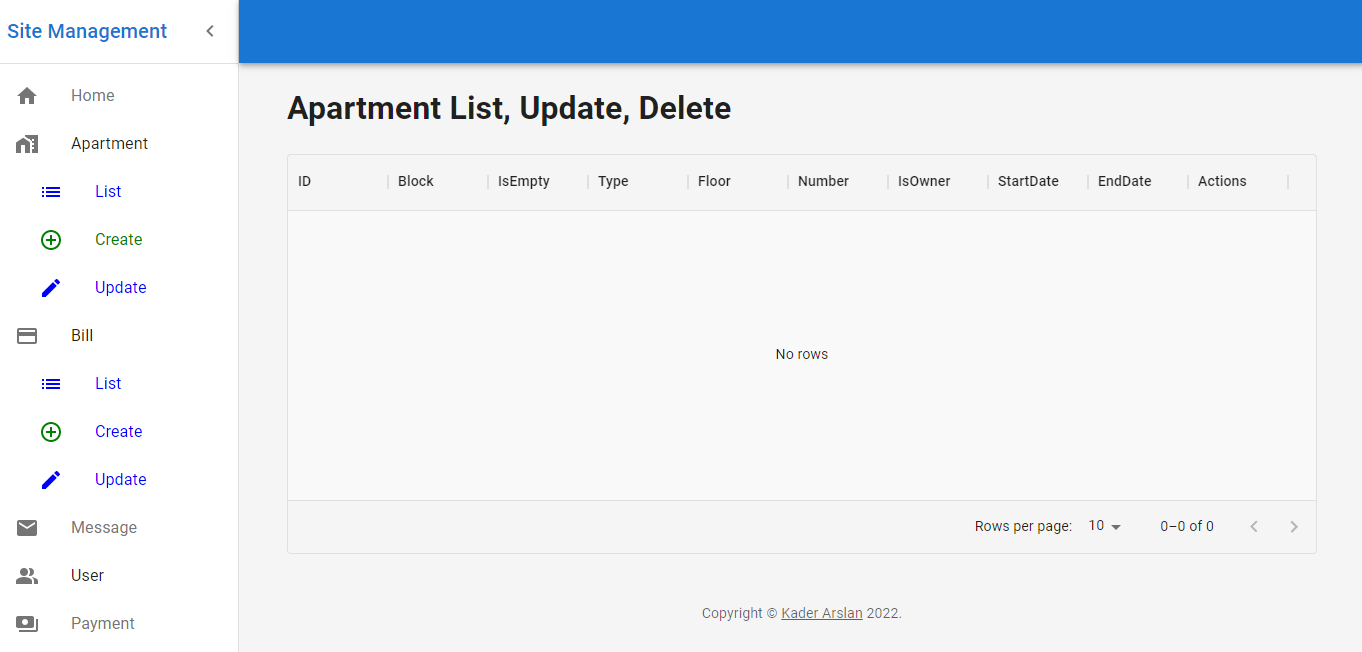 Site Management
Home
Apartment
List
Create
Update
Bill
List
Create
Update
Message
User
Payment
Apartment List, Update, Delete
ID Block IsEmpty Type Floor Number IsOwner StartDate EndDate Actions
No rows
Rows per page: 10 0–0 of 0
Copyright © Kader Arslan 2022.